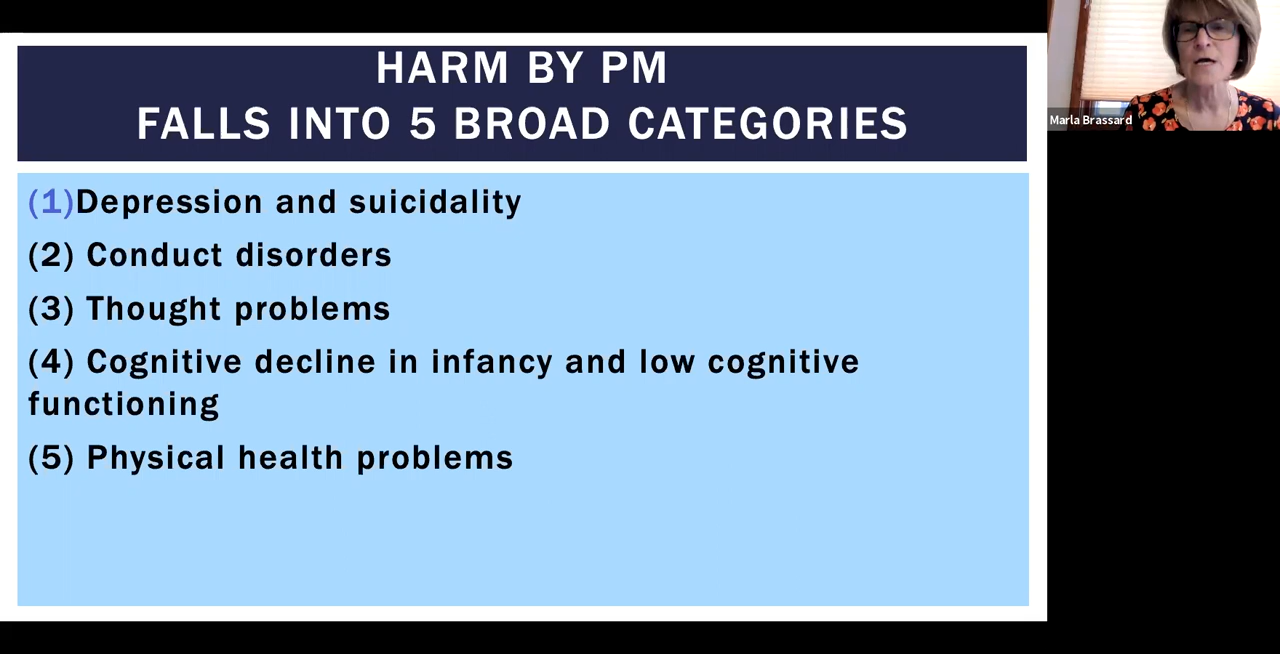 HARM BY PM
FALLS INTO 5 BROAD CATEGORIES
(1)Depression and suicidality
(2) Conduct disorders
(3) Thought problems
(4) Cognitive decline in infancy and low cognitive
functioning
(5) Physical health problems
Marla Brassard